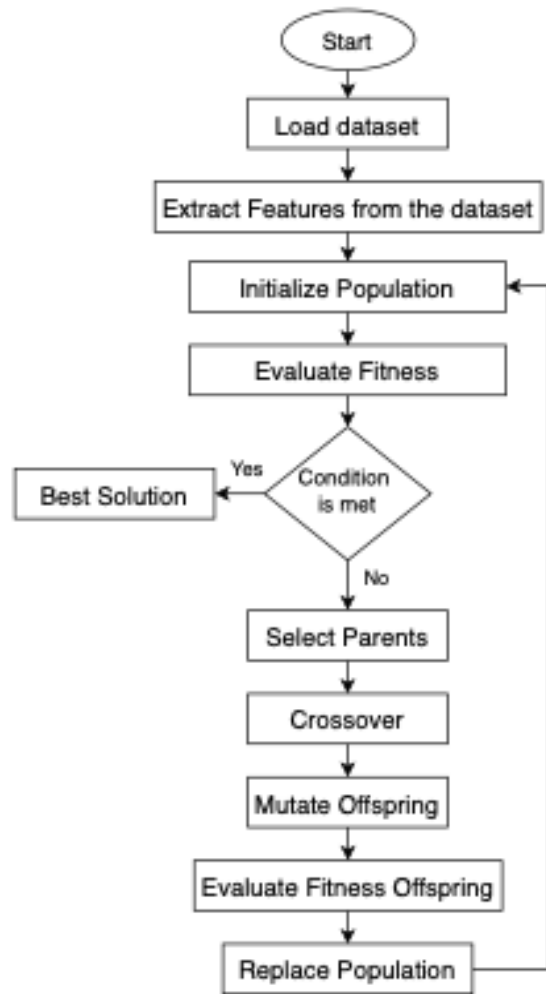 Start
Load dataset
Extract Features from the dataset
Initialize Population
Evaluate Fitness
Yes
Condition
is met
Best Solution
No
Select Parents
Crossover
Mutate Offspring
Evaluate Fitness Offspring
Replace Population